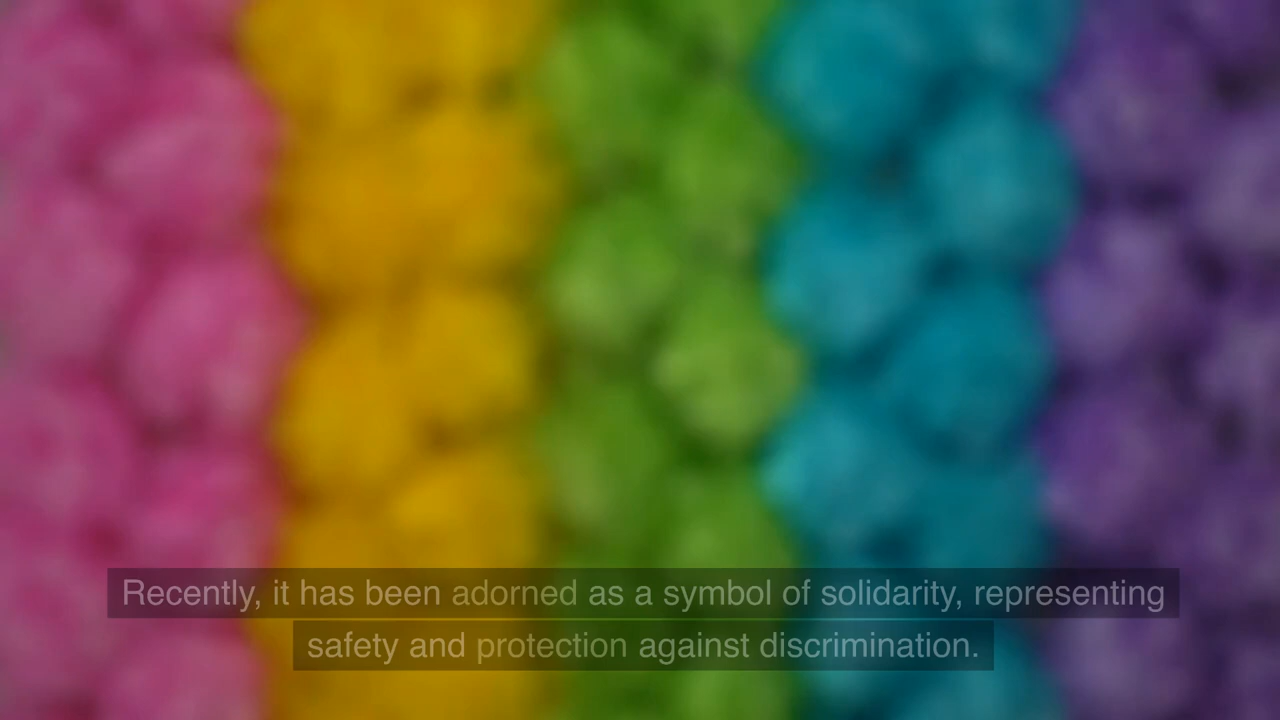 Recently, it has been adorned as a symbol of solidarity, representing
safety and protection against discrimination.